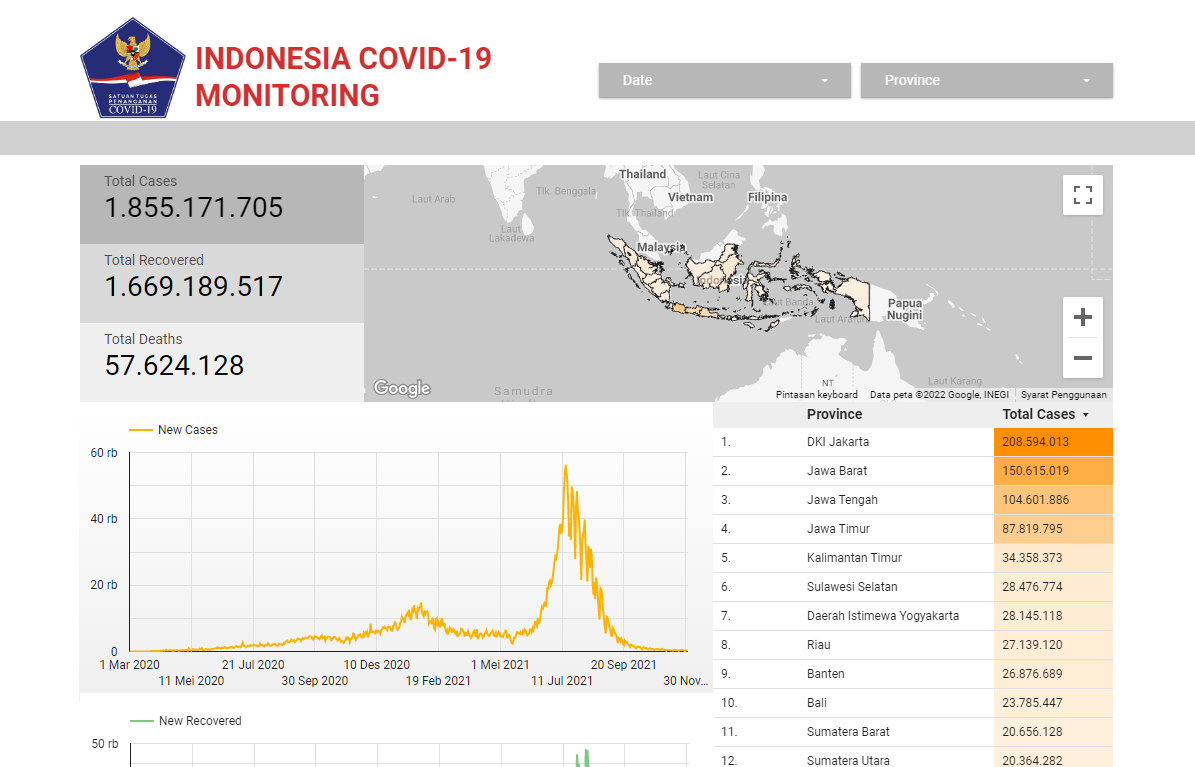 SATUAN TUGAS
PENANGANAN
COVID-19
INDONESIA COVID-19
MONITORING
Date
Province
Total Cases
1.855.171.705
Total Recovered
1.669.189.517
Total Deaths
57.624.128
Thailand
Laut Cina
Selatan
Tlk. Benggala
Laut Arab
Vietnam
Filipina
Tlk. Thailand
Laut
Lakadewa
Malaysia
Indonesia
Laut Banda
Laut Arafura
Papua
Nugini
NT
Laut Karang
Samudra
Google
Pintasan keyboard
Data peta ©2022 Google, INEGI
Syarat Penggunaan
New Cases
60 rb
40 rb
20 rb
0
1 Mar 2020
21 Jul 2020
10 Des 2020
1 Mei 2021
20 Sep 2021
11 Mei 2020
30 Sep 2020
19 Feb 2021
11 Jul 2021
30 Nov...
New Recovered
50 rb
Province Total Cases
1. DKI Jakarta 208.594.013
2. Jawa Barat 150.615.019
3. Jawa Tengah 104.601.886
4. Jawa Timur 87.819.795
5. Kalimantan Timur 34.358.373
6. Sulawesi Selatan 28.476.774
7. Daerah Istimewa Yogyakarta 28.145.118
8. Riau 27.139.120
9. Banten 26.876.689
10. Bali 23.785.447
11. Sumatera Barat 20.656.128
12. Sumatera Utara 20.364.282